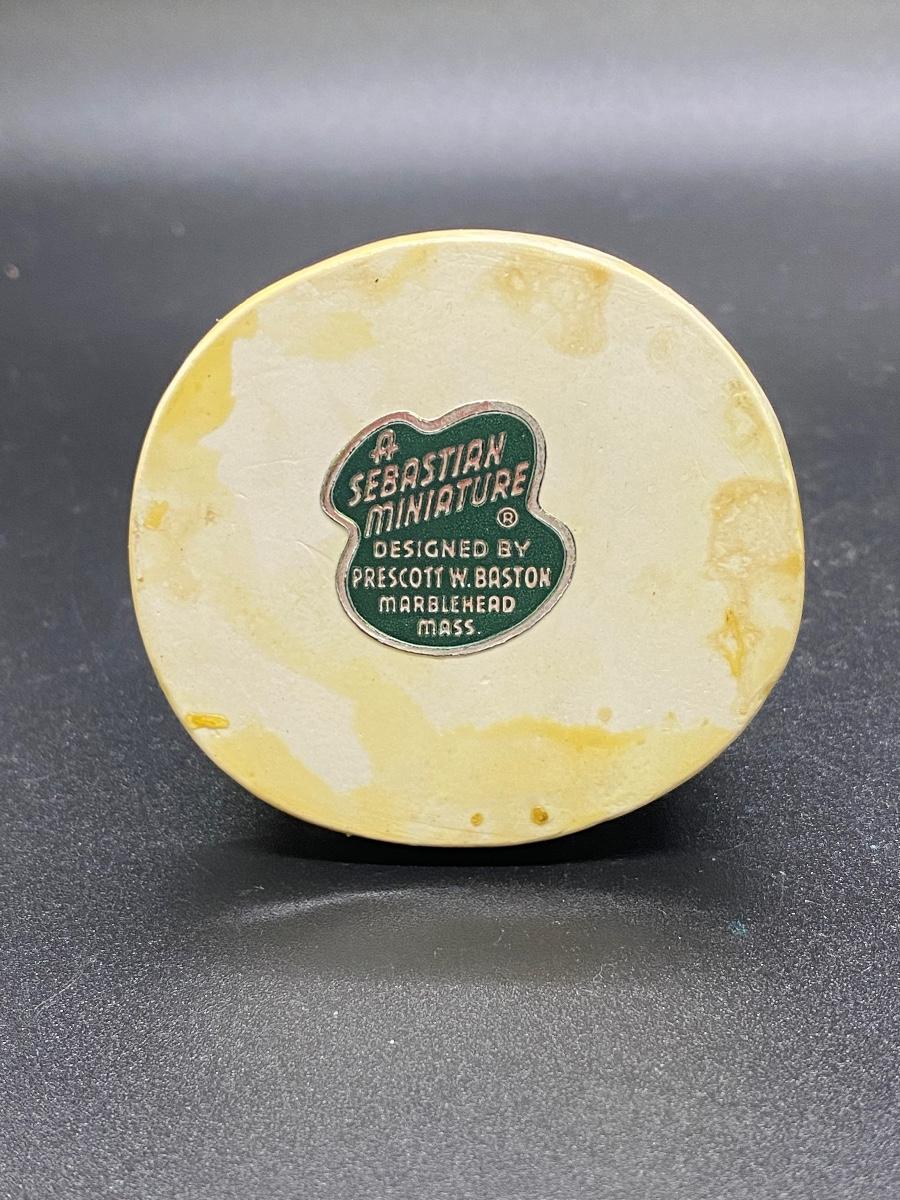 A
SEBASTIAN
MINIATURE
®
DESIGNED BY
PRESCOTT W. BASTON
MARBLEHEAD
MASS.